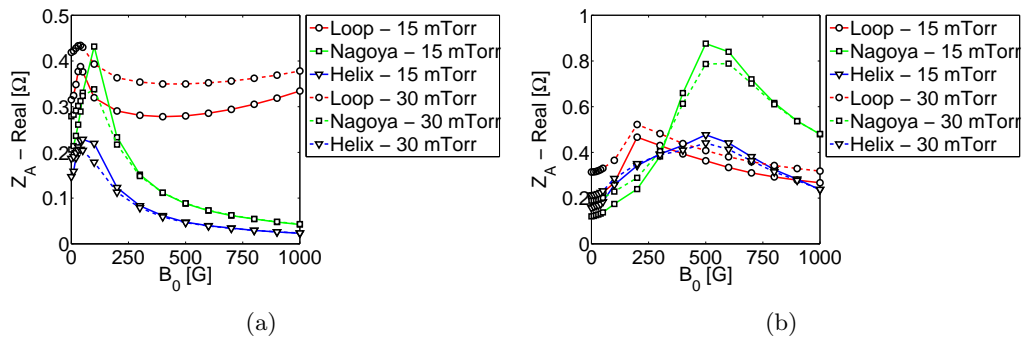 0.5
0.4
0.3
0.2
0.1
0
Z_A − Real [Ω]
0 250 500 750 1000
B_0 [G]
Loop − 15 mTorr
Nagoya − 15 mTorr
Helix − 15 mTorr
Loop − 30 mTorr
Nagoya − 30 mTorr
Helix − 30 mTorr
(a)
1
0.8
0.6
0.4
0.2
0
Z_A − Real [Ω]
0 250 500 750 1000
B_0 [G]
Loop − 15 mTorr
Nagoya − 15 mTorr
Helix − 15 mTorr
Loop − 30 mTorr
Nagoya − 30 mTorr
Helix − 30 mTorr
(b)